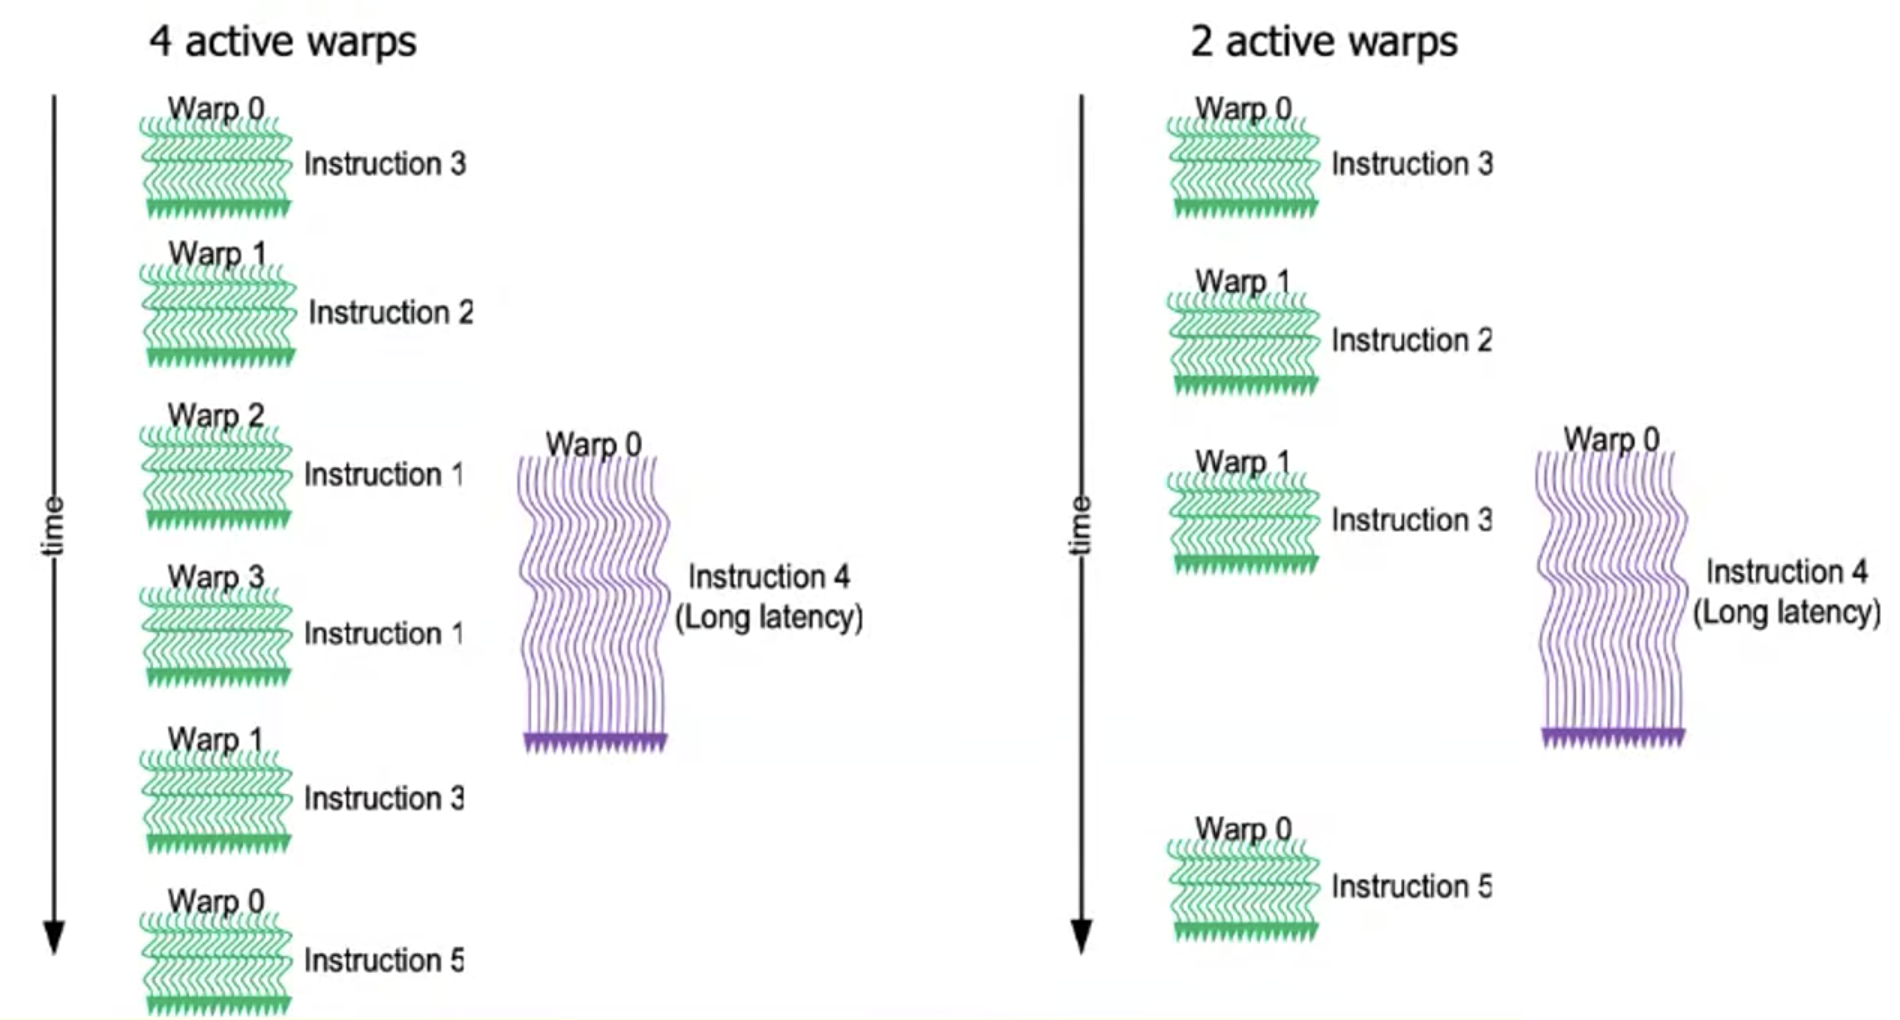 4 active warps
time
Warp 0
Instruction 3
Warp 1
Instruction 2
Warp 2
Instruction 1
Warp 0
Instruction 4
(Long latency)
Warp 3
Instruction 1
Warp 1
Instruction 3
Warp 0
Instruction 5
2 active warps
time
Warp 0
Instruction 3
Warp 1
Instruction 2
Warp 1
Instruction 3
Warp 0
Instruction 4
(Long latency)
Warp 0
Instruction 5